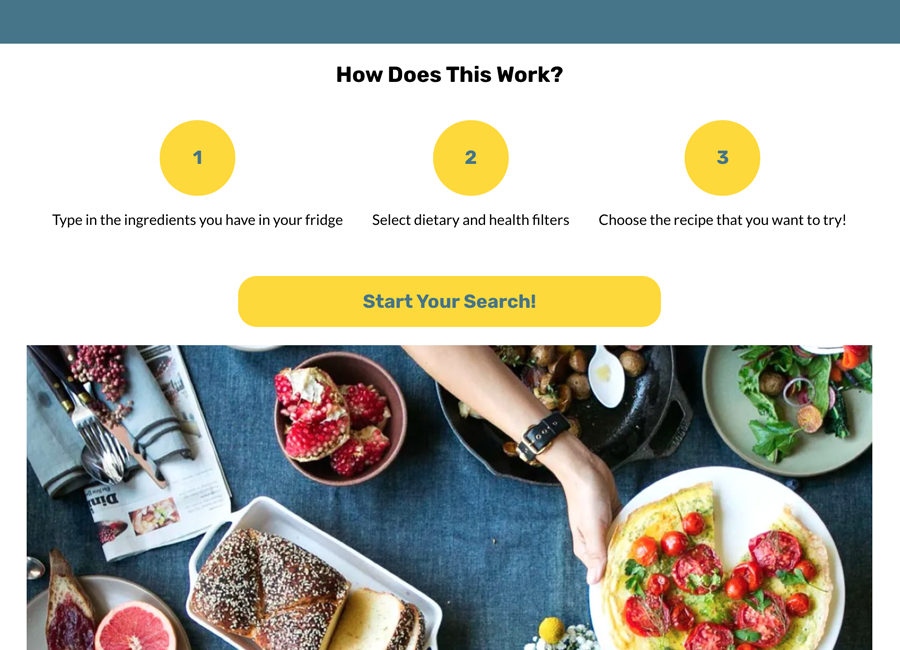 How Does This Work?
1
2
3
Type in the ingredients you have in your fridge
Select dietary and health filters
Choose the recipe that you want to try!
Start Your Search!